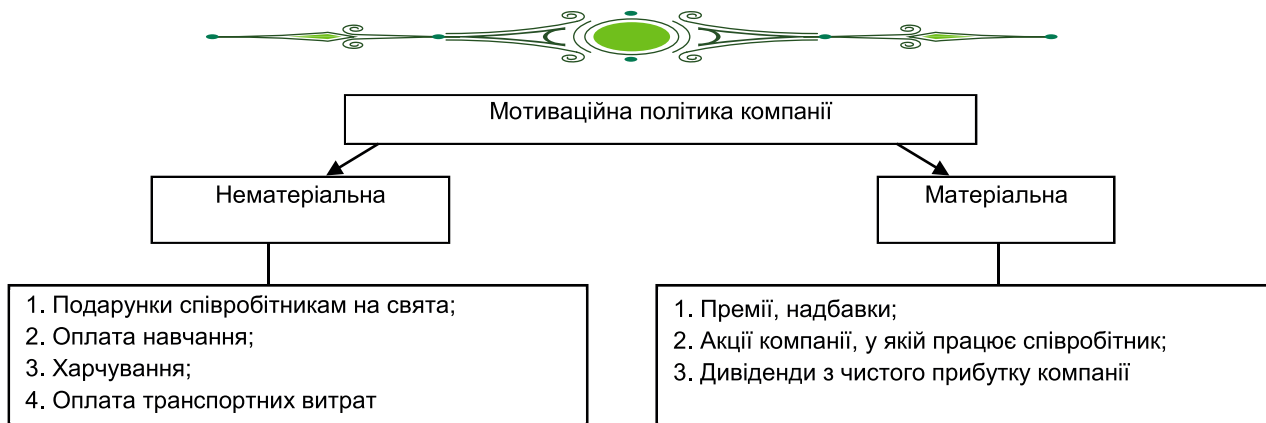 Мотиваційна політика компанії
Нематеріальна
Матеріальна
1. Подарунки співробітникам на свята;
2. Оплата навчання;
3. Харчування;
4. Оплата транспортних витрат
1. Премії, надбавки;
2. Акції компанії, у якій працює співробітник;
3. Дивіденди з чистого прибутку компанії